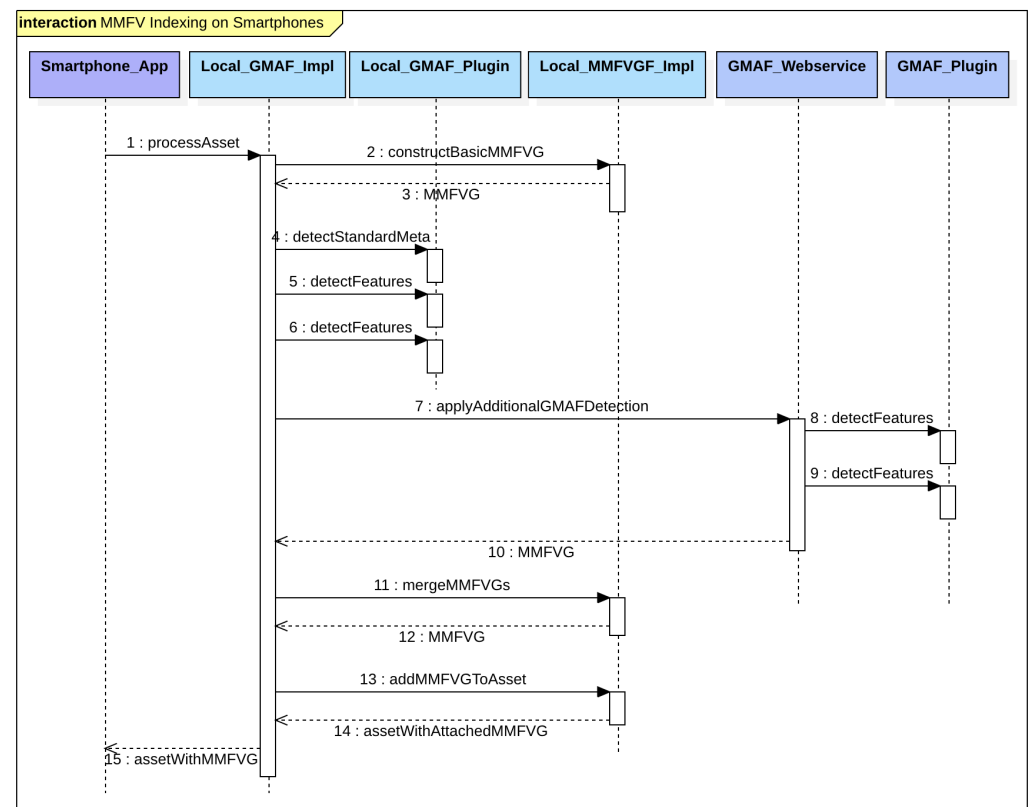 interaction MMFV Indexing on Smartphones
Smartphone_App
Local_GMAF_Impl
Local_GMAF_Plugin
Local_MMFVGF_Impl
GMAF_Webservice
GMAF_Plugin
1 : processAsset
2 : constructBasicMMFVG
3 : MMFVG
4 : detectStandardMeta
5 : detectFeatures
6 : detectFeatures
7 : applyAdditionalGMAFDetection
8 : detectFeatures
9 : detectFeatures
10 : MMFVG
11 : mergeMMFVGs
12 : MMFVG
13 : addMMFVGToAsset
14 : assetWithAttachedMMFVG
15 : assetWithMMFVG